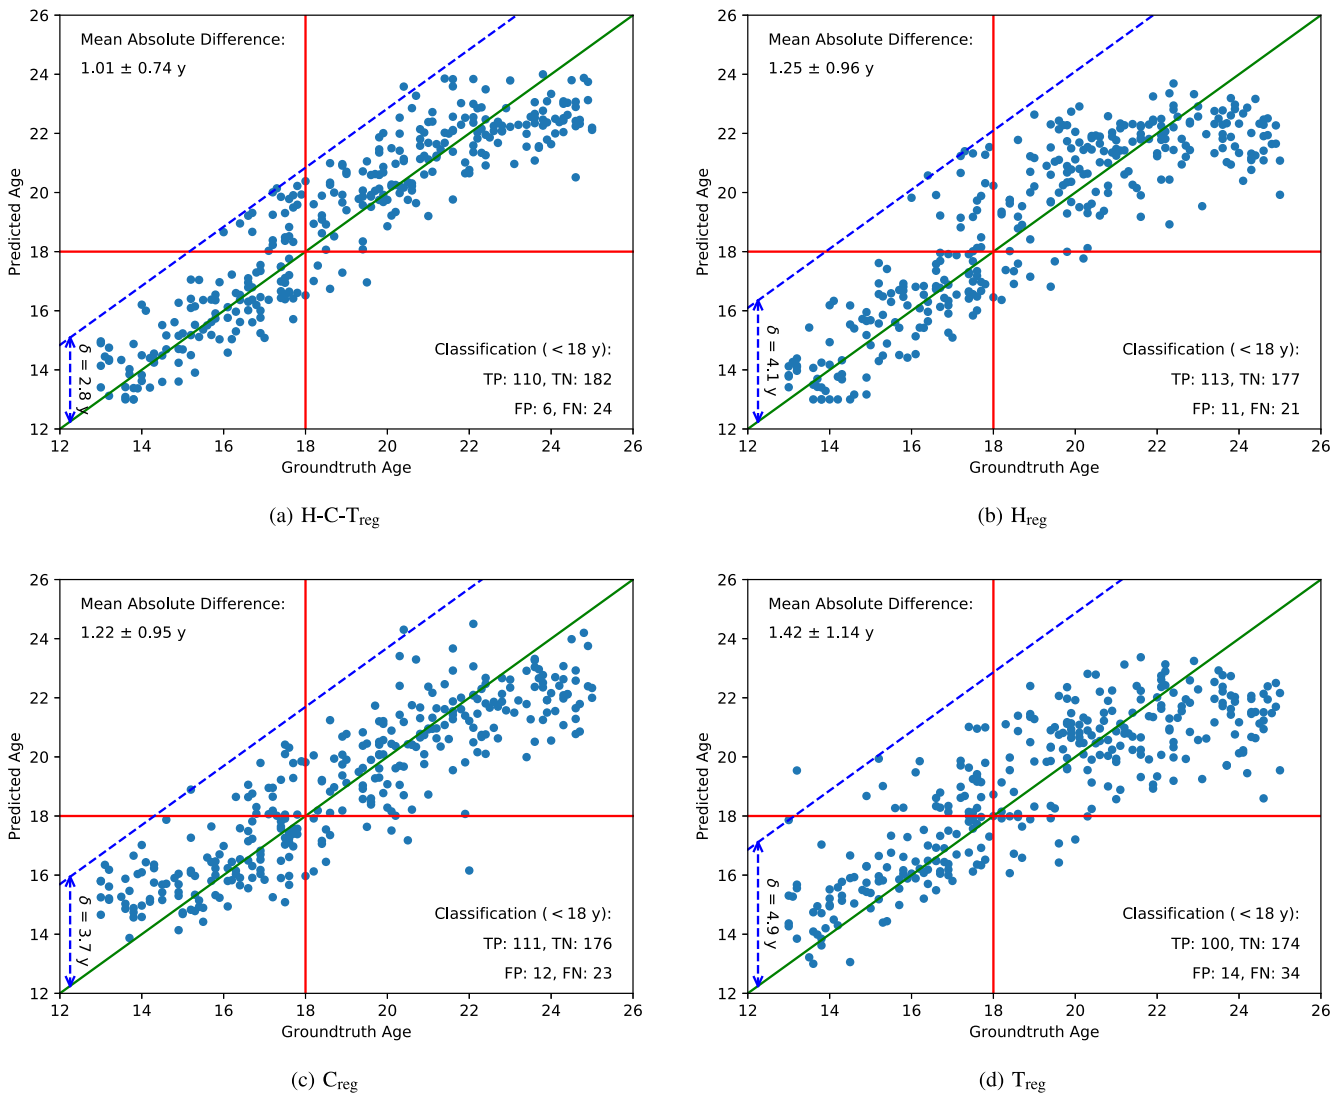 26
24
22
20
18
16
14
12
Predicted Age
Mean Absolute Difference:
1.01 ± 0.74 y
δ = 2.8 y
Classification (< 18 y):
TP: 110, TN: 182
FP: 6, FN: 24
12 14 16 18 20 22 24 26
Groundtruth Age
(a) H-C-Treg
26
24
22
20
18
16
14
12
Predicted Age
Mean Absolute Difference:
1.25 ± 0.96 y
δ = 4.1 y
Classification (< 18 y):
TP: 113, TN: 177
FP: 11, FN: 21
12 14 16 18 20 22 24 26
Groundtruth Age
(b) Hreg
26
24
22
20
18
16
14
12
Predicted Age
Mean Absolute Difference:
1.22 ± 0.95 y
δ = 3.7 y
Classification (< 18 y):
TP: 111, TN: 176
FP: 12, FN: 23
12 14 16 18 20 22 24 26
Groundtruth Age
(c) Creg
26
24
22
20
18
16
14
12
Predicted Age
Mean Absolute Difference:
1.42 ± 1.14 y
δ = 4.9 y
Classification (< 18 y):
TP: 100, TN: 174
FP: 14, FN: 34
12 14 16 18 20 22 24 26
Groundtruth Age
(d) Treg